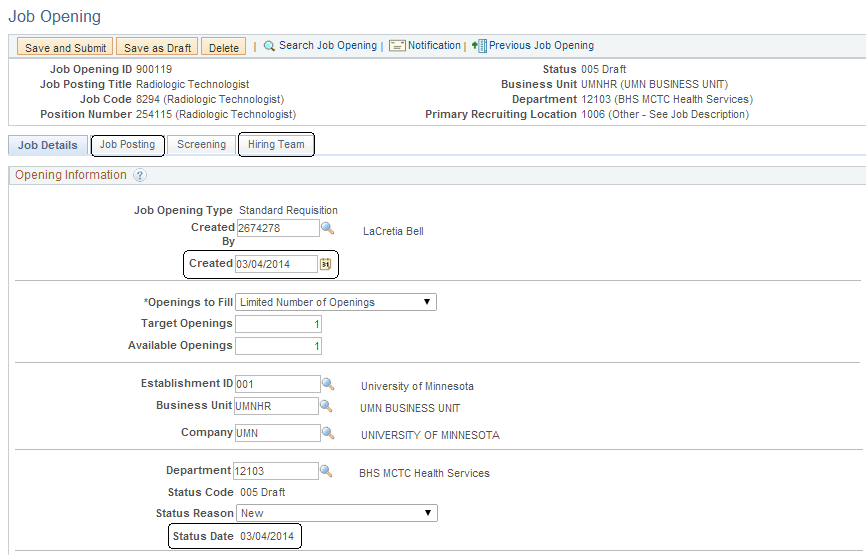 Job Opening
Save and Submit Save as Draft Delete | Search Job Opening | Notification | Previous Job Opening
Job Opening ID 900119 Status 005 Draft
Job Posting Title Radiologic Technologist Business Unit UMNHR (UMN BUSINESS UNIT)
Job Code 8294 (Radiologic Technologist) Department 12103 (BHS MCTC Health Services)
Position Number 254115 (Radiologic Technologist) Primary Recruiting Location 1006 (Other - See Job Description)
Job Details Job Posting Screening Hiring Team
Opening Information ?
Job Opening Type Standard Requisition
Created By 2674278 LaCretia Bell
Created 03/04/2014 31
*Openings to Fill Limited Number of Openings
Target Openings 1
Available Openings 1
Establishment ID 001 University of Minnesota
Business Unit UMNHR UMN BUSINESS UNIT
Company UMN UNIVERSITY OF MINNESOTA
Department 12103 BHS MCTC Health Services
Status Code 005 Draft
Status Reason New
Status Date 03/04/2014